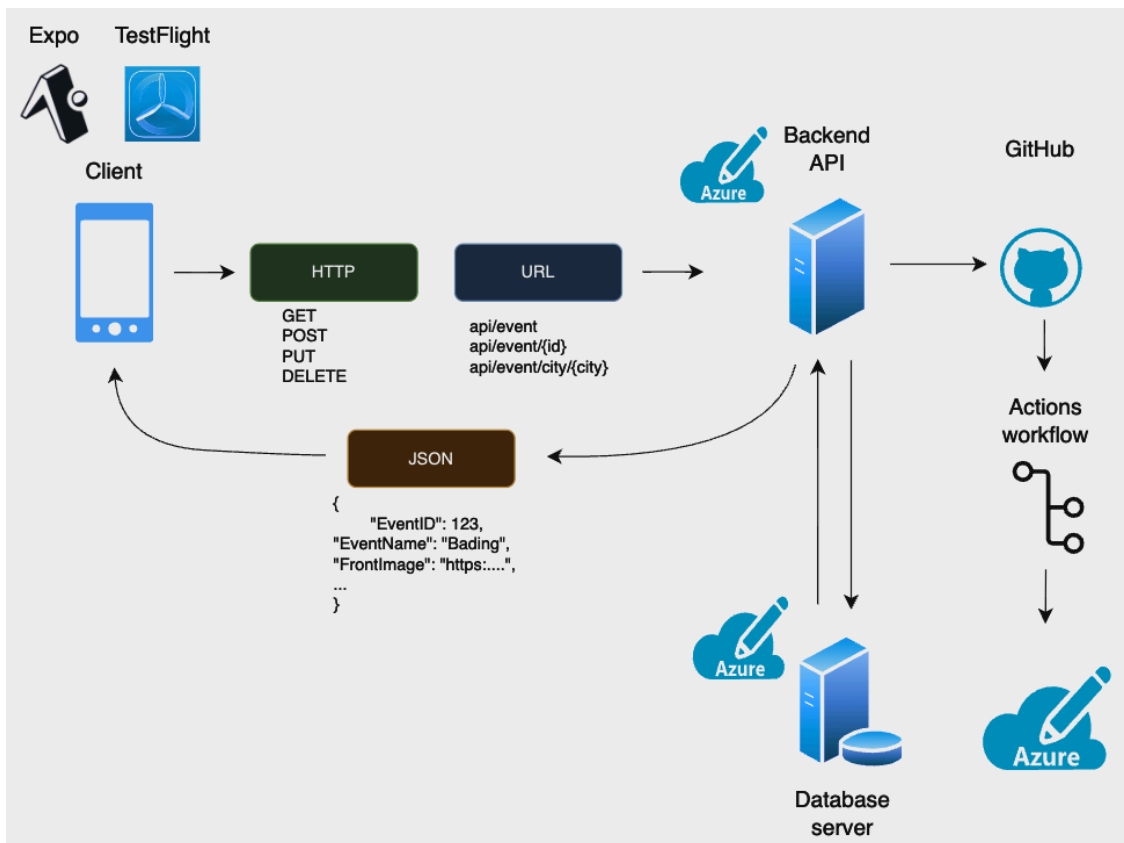 Expo
TestFlight
Client
HTTP
GET
POST
PUT
DELETE
URL
api/event
api/event/{id}
api/event/city/{city}
Azure
Backend
API
GitHub
Actions
workflow
JSON
{
"EventID": 123,
"EventName": "Bading",
"FrontImage": "https:....",
...
}
Azure
Database
server
Azure